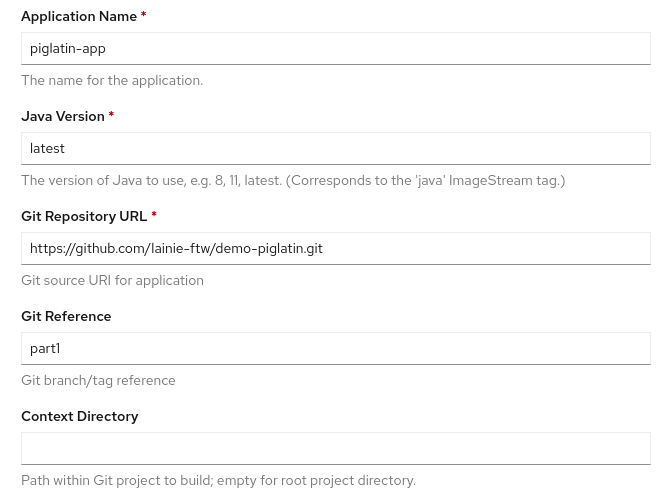 Application Name *
piglatin-app
The name for the application.
Java Version *
latest
The version of Java to use, e.g. 8, 11, latest. (Corresponds to the 'java' ImageStream tag.)
Git Repository URL *
https://github.com/lainie-ftw/demo-piglatin.git
Git source URI for application
Git Reference
part1
Git branch/tag reference
Context Directory
Path within Git project to build; empty for root project directory.